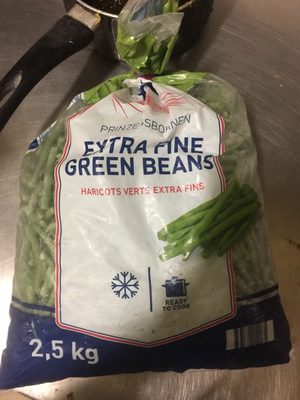 PRINZESSBOHNEN
EXTRA FINE
GREEN BEANS
HARICOTS VERTS EXTRA FINS
READY
TO COOK
2,5 kg